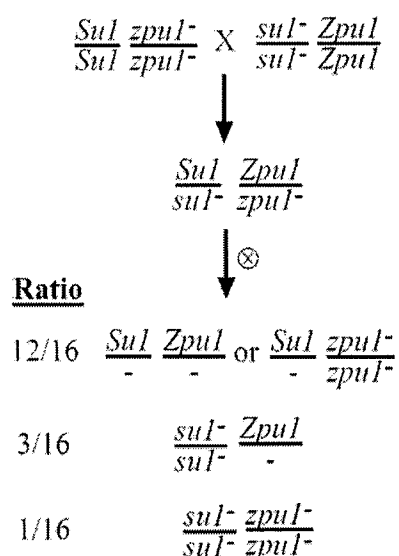 Su1 zpu1- X su1- Zpu1
Su1 zpu1- su1- Zpu1
Su1 Zpu1
su1- zpu1-
⊗
Ratio
12/16 Su1 Zpu1 or Su1 zpu1-
- - - zpu1-
3/16 su1- Zpu1
su1- -
1/16 su1- zpu1-
su1- zpu1-